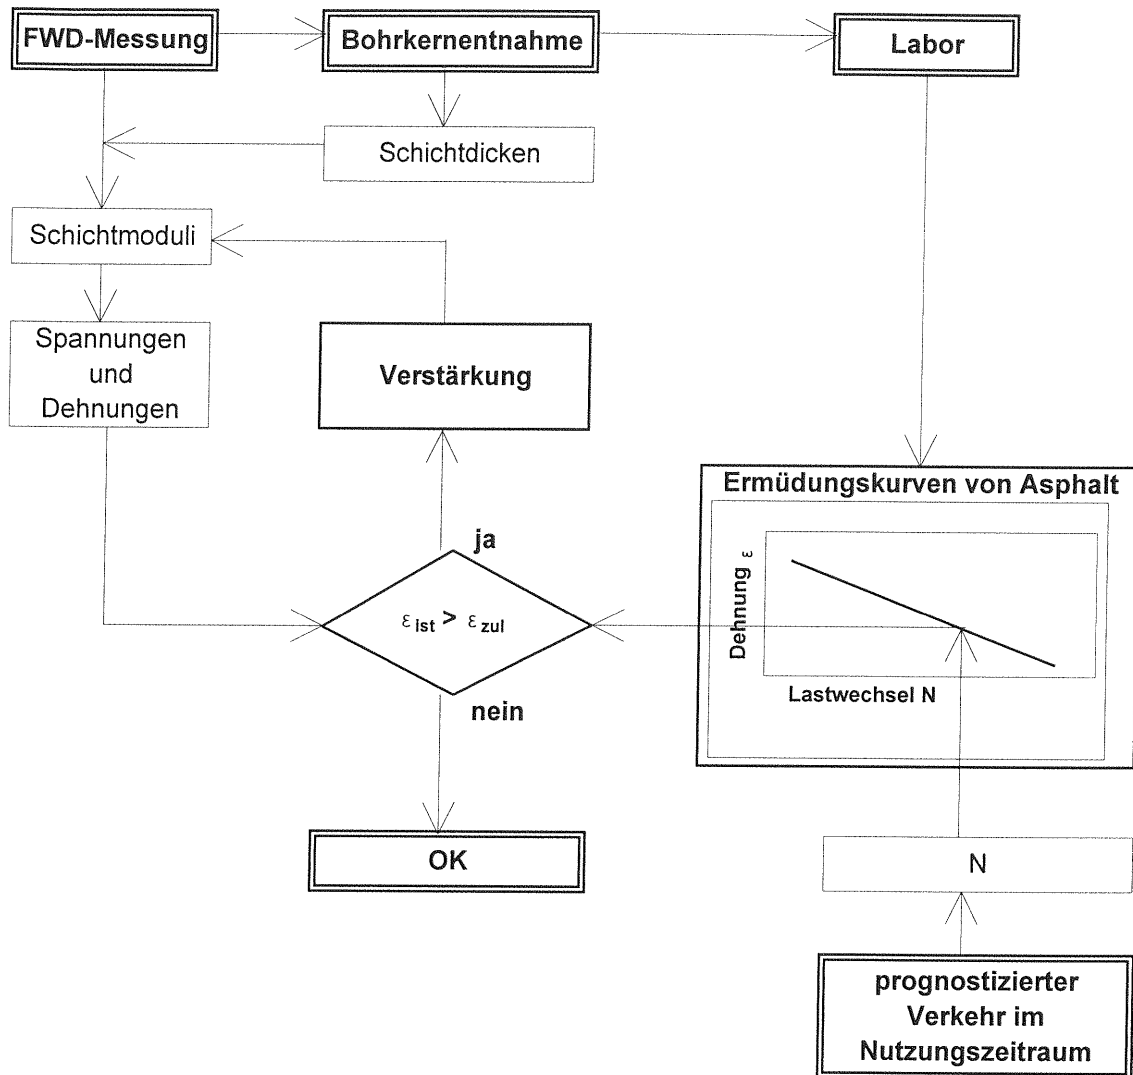 FWD-Messung
Bohrkernentnahme
Labor
Schichtdicken
Schichtmoduli
Spannungen
und
Dehnungen
Verstärkung
Ermüdungskurven von Asphalt
Dehnung ε
Lastwechsel N
ja
ε ist > ε zul
nein
OK
N
prognostizierter
Verkehr im
Nutzungszeitraum